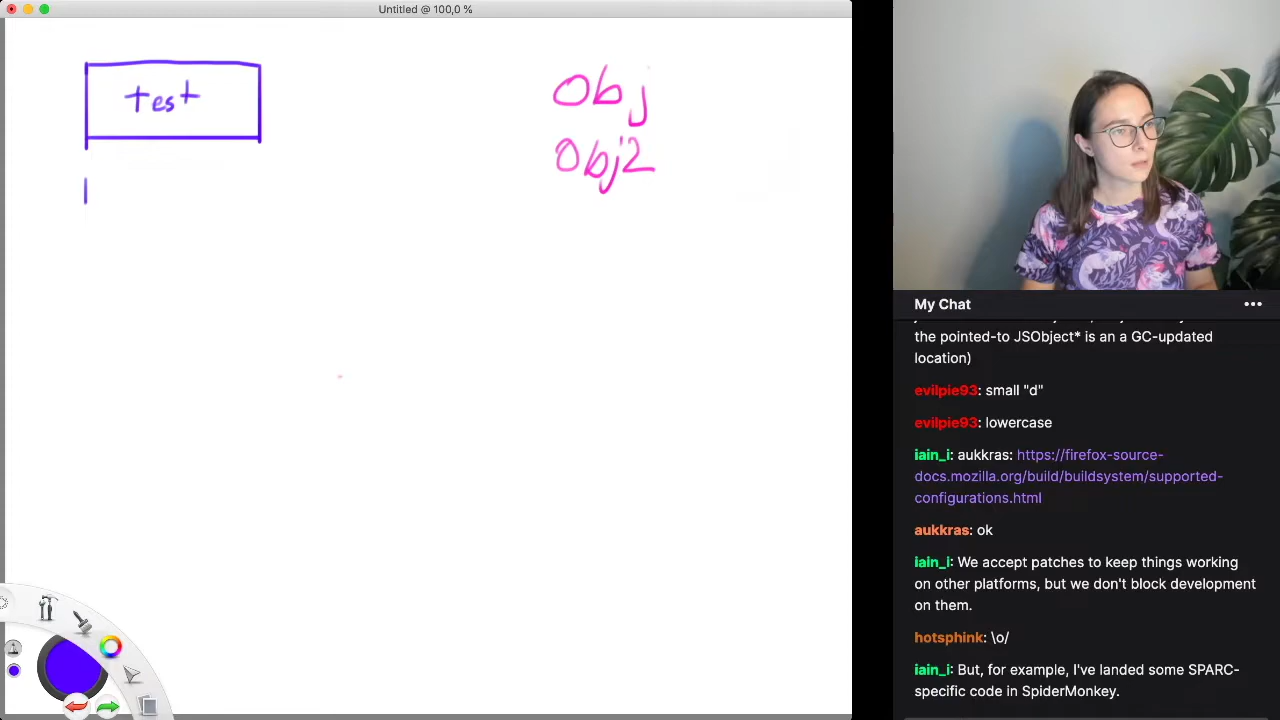 Untitled @ 100,0 %
test
Obj
Obj2
My Chat
the pointed-to JSObject* is an a GC-updated
location)
evilpie93: small "d"
evilpie93: lowercase
iain_i: aukkras: https://firefox-source-
docs.mozilla.org/build/buildsystem/supported-
configurations.html
aukkras: ok
iain_i: We accept patches to keep things working
on other platforms, but we don't block development
on them.
hotsphink: \o/
iain_i: But, for example, I've landed some SPARC-
specific code in SpiderMonkey.